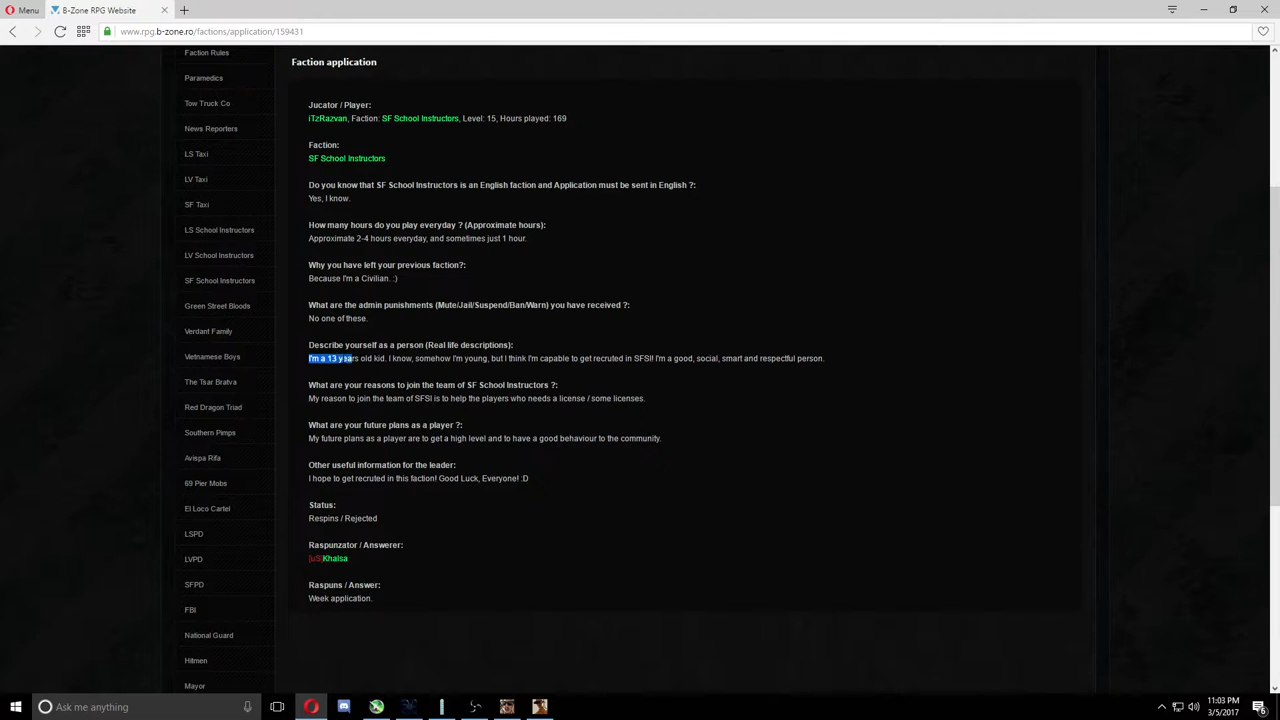 Menu
B-Zone RPG Website
www.rpg.b-zone.ro/factions/application/159431
Faction Rules
Paramedics
Tow Truck Co
News Reporters
LS Taxi
LV Taxi
SF Taxi
LS School Instructors
LV School Instructors
SF School Instructors
Green Street Bloods
Verdant Family
Vietnamese Boys
The Tsar Bratva
Red Dragon Triad
Southern Pimps
Avispa Rifa
69 Pier Mobs
El Loco Cartel
LSPD
LVPD
SFPD
FBI
National Guard
Hitmen
Mayor
Faction application
Jucator / Player:
iTzRazvan, Faction: SF School Instructors, Level: 15, Hours played: 169
Faction:
SF School Instructors
Do you know that SF School Instructors is an English faction and Application must be sent in English ?:
Yes, I know.
How many hours do you play everyday ? (Approximate hours):
Approximate 2-4 hours everyday, and sometimes just 1 hour.
Why you have left your previous faction?:
Because I'm a Civilian. :)
What are the admin punishments (Mute/Jail/Suspend/Ban/Warn) you have received ?:
No one of these.
Describe yourself as a person (Real life descriptions):
I'm a 13 years old kid. I know, somehow I'm young, but I think I'm capable to get recruted in SFSI! I'm a good, social, smart and respectful person.
What are your reasons to join the team of SF School Instructors ?:
My reason to join the team of SFSI is to help the players who needs a license / some licenses.
What are your future plans as a player ?:
My future plans as a player are to get a high level and to have a good behaviour to the community.
Other useful information for the leader:
I hope to get recruted in this faction! Good Luck, Everyone! :D
Status:
Respins / Rejected
Raspunzator / Answerer:
[uS]Khalsa
Raspuns / Answer:
Week application.
Ask me anything
11:03 PM
3/5/2017
6